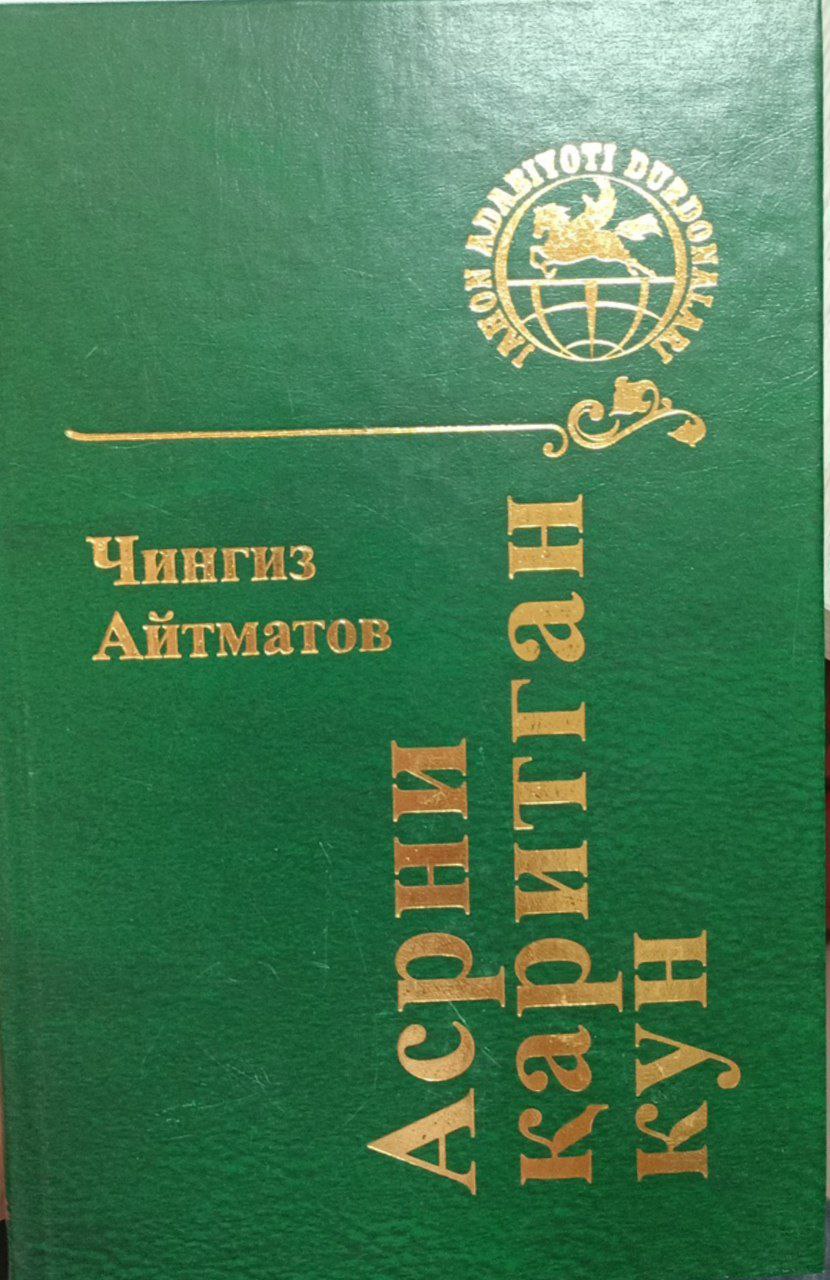 JAHON ADABIYOTI DURDONALARI
Чингиз
Айтматов
Асрни
қаритган
кун